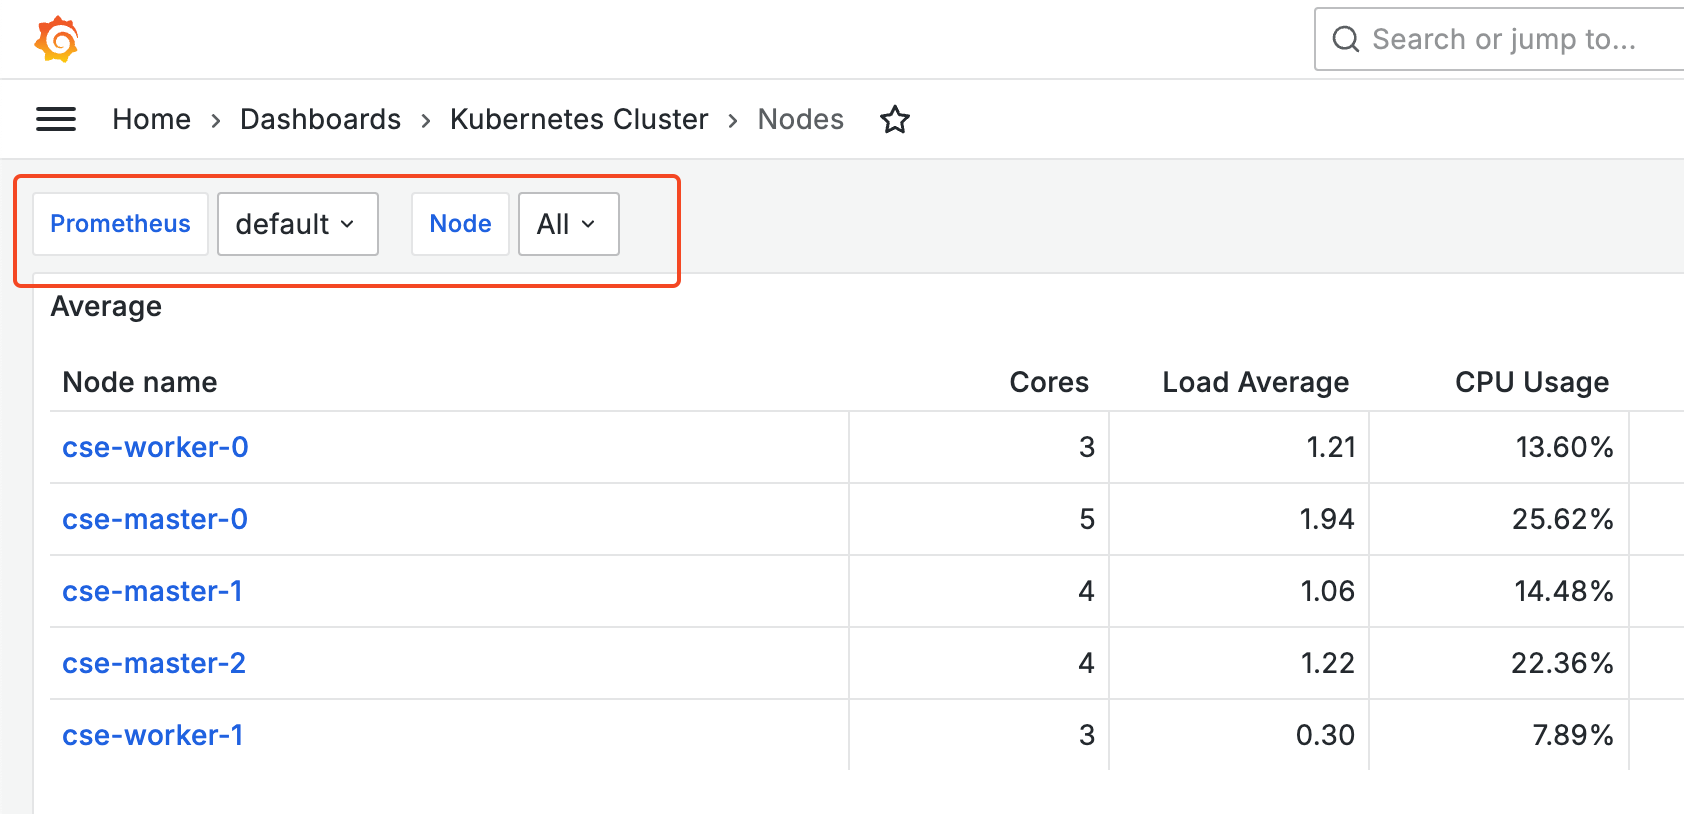 Search or jump to...
Home › Dashboards › Kubernetes Cluster › Nodes
Prometheus default Node All
Average
Node name Cores Load Average CPU Usage
cse-worker-0 3 1.21 13.60%
cse-master-0 5 1.94 25.62%
cse-master-1 4 1.06 14.48%
cse-master-2 4 1.22 22.36%
cse-worker-1 3 0.30 7.89%